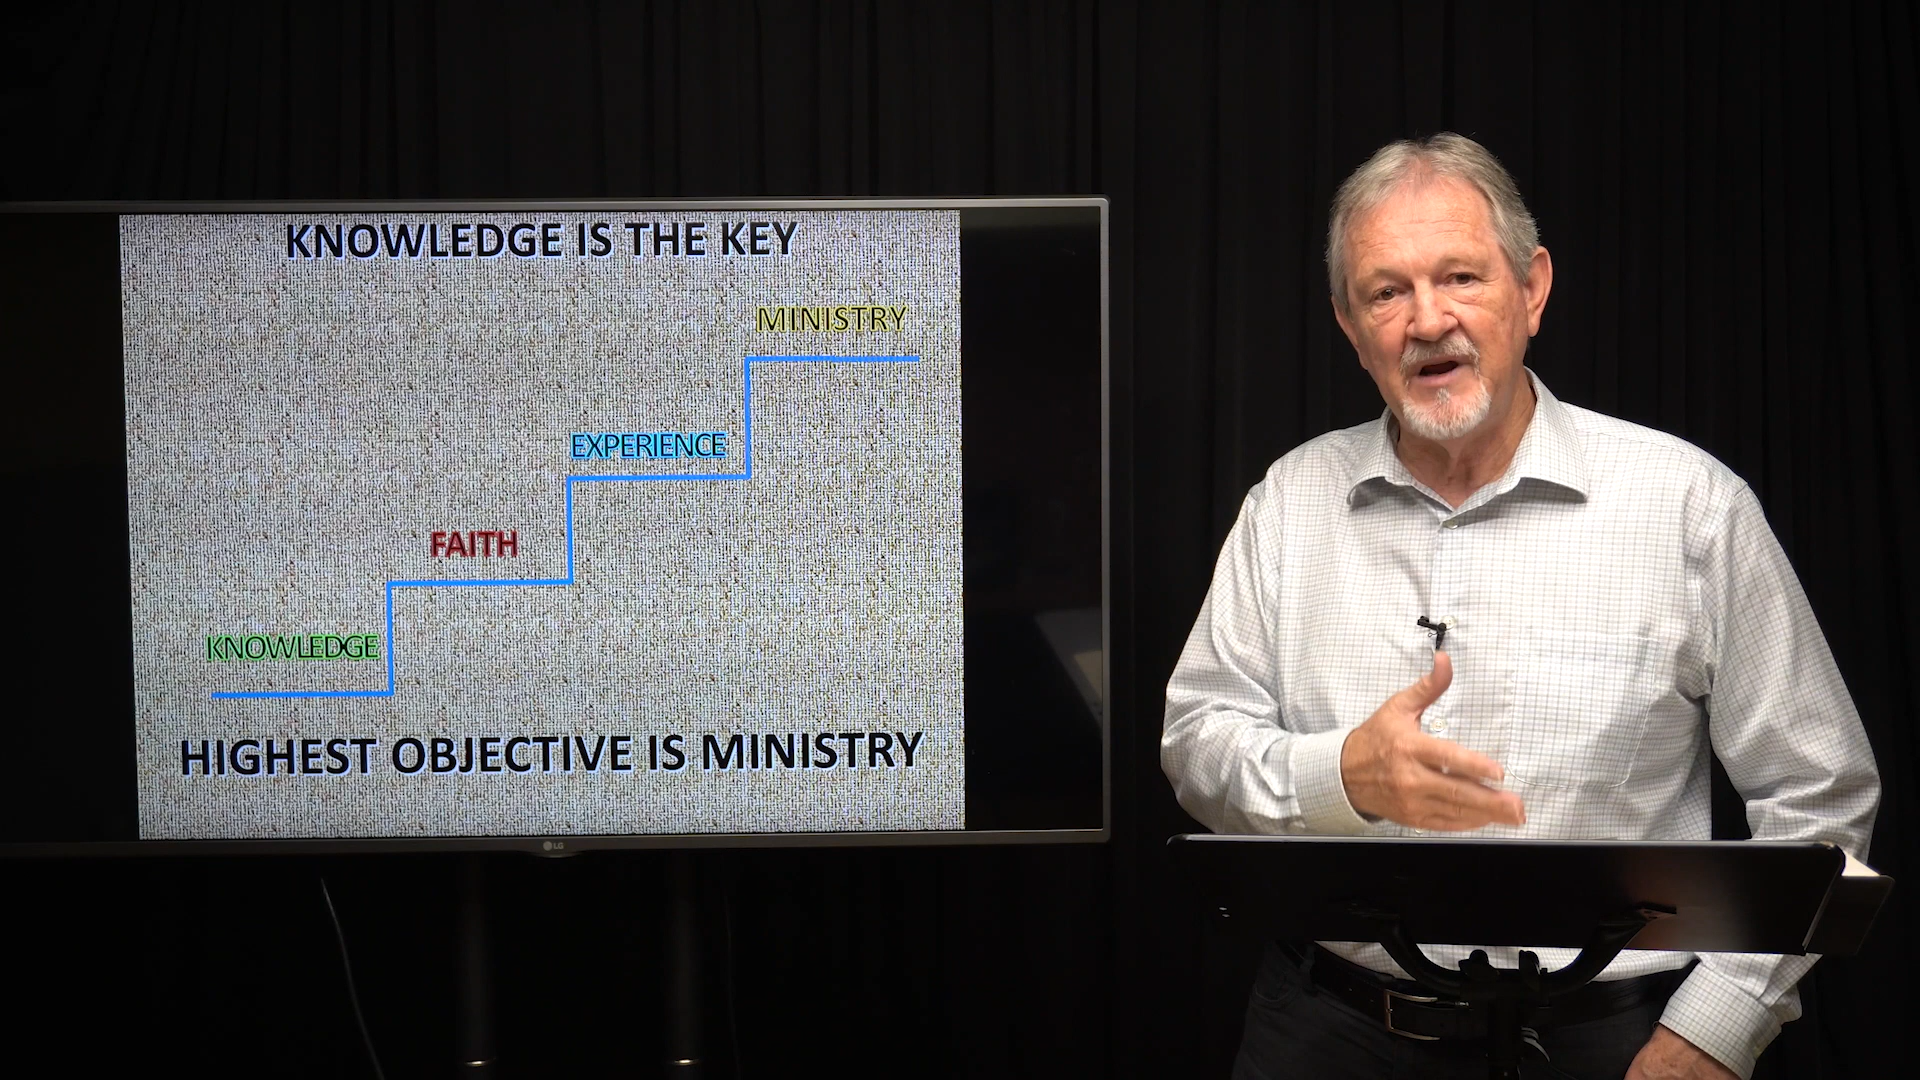 KNOWLEDGE IS THE KEY
MINISTRY
EXPERIENCE
FAITH
KNOWLEDGE
HIGHEST OBJECTIVE IS MINISTRY
LG